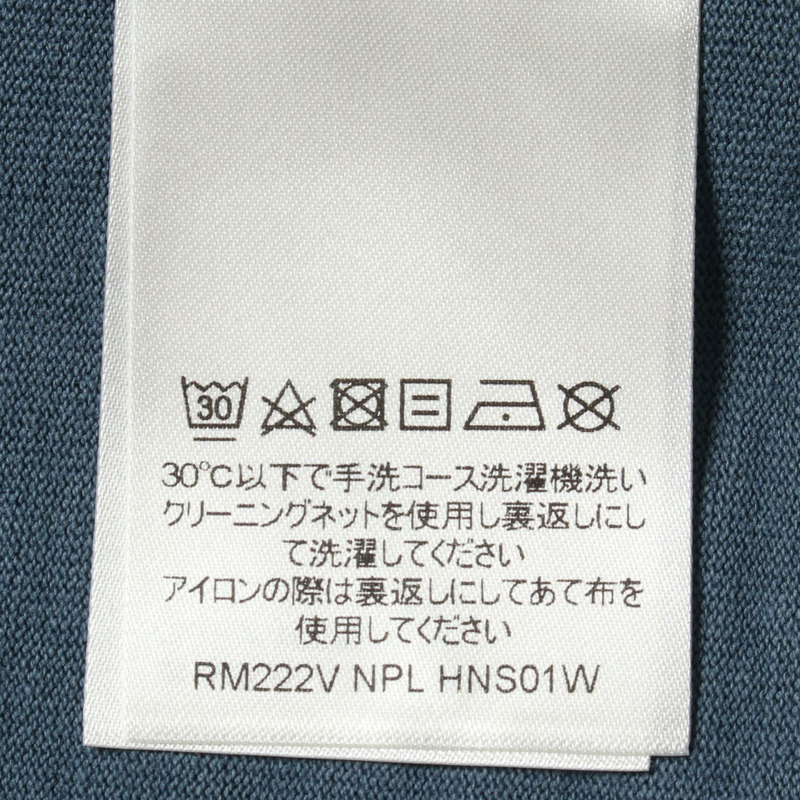 30
30°C以下で手洗コース洗濯機洗い
クリーニングネットを使用し裏返しにし
て洗濯してください
アイロンの際は裏返しにしてあて布を
使用してください
RM222V NPL HNS01W